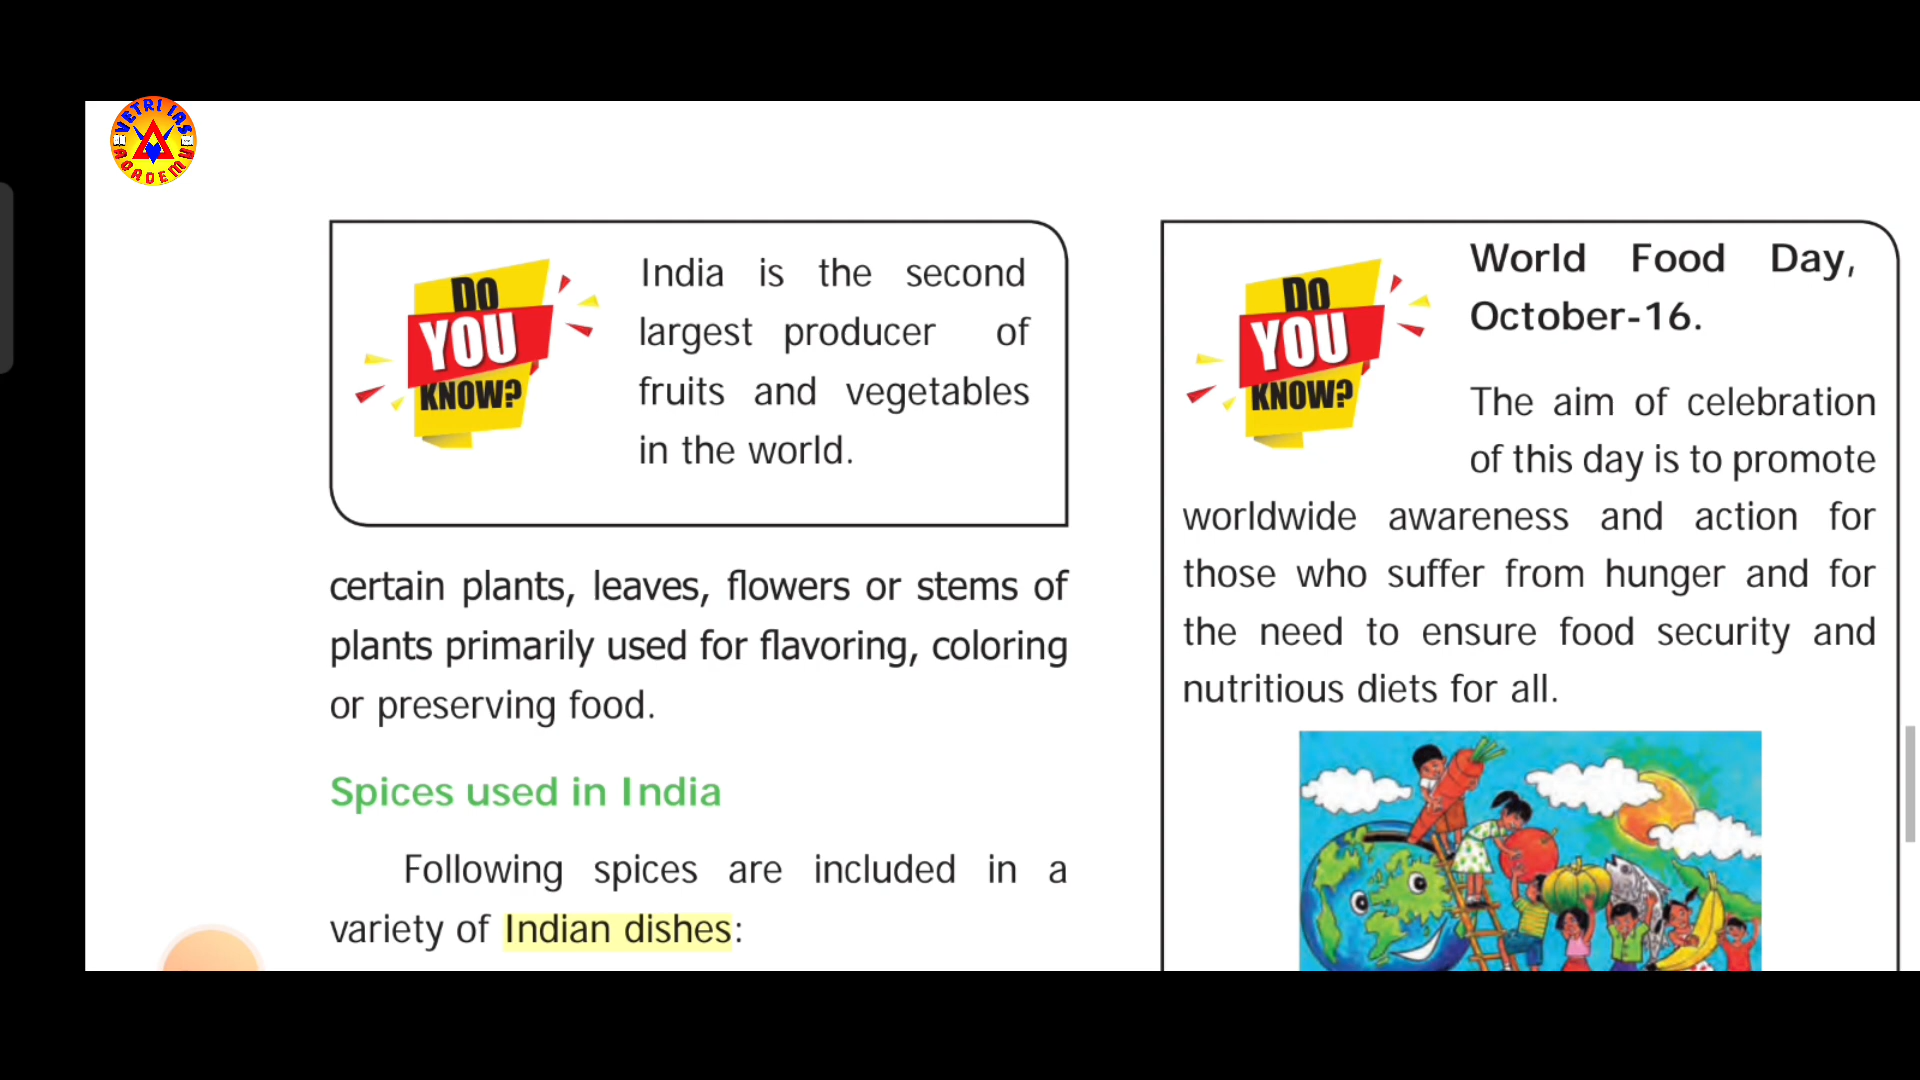 VETRI IAS
ACADEMY
DO
YOU
KNOW?
India is the second
largest producer of
fruits and vegetables
in the world.
certain plants, leaves, flowers or stems of
plants primarily used for flavoring, coloring
or preserving food.
Spices used in India
Following spices are included in a
variety of Indian dishes:
DO
YOU
KNOW?
World Food Day,
October-16.
The aim of celebration
of this day is to promote
worldwide awareness and action for
those who suffer from hunger and for
the need to ensure food security and
nutritious diets for all.